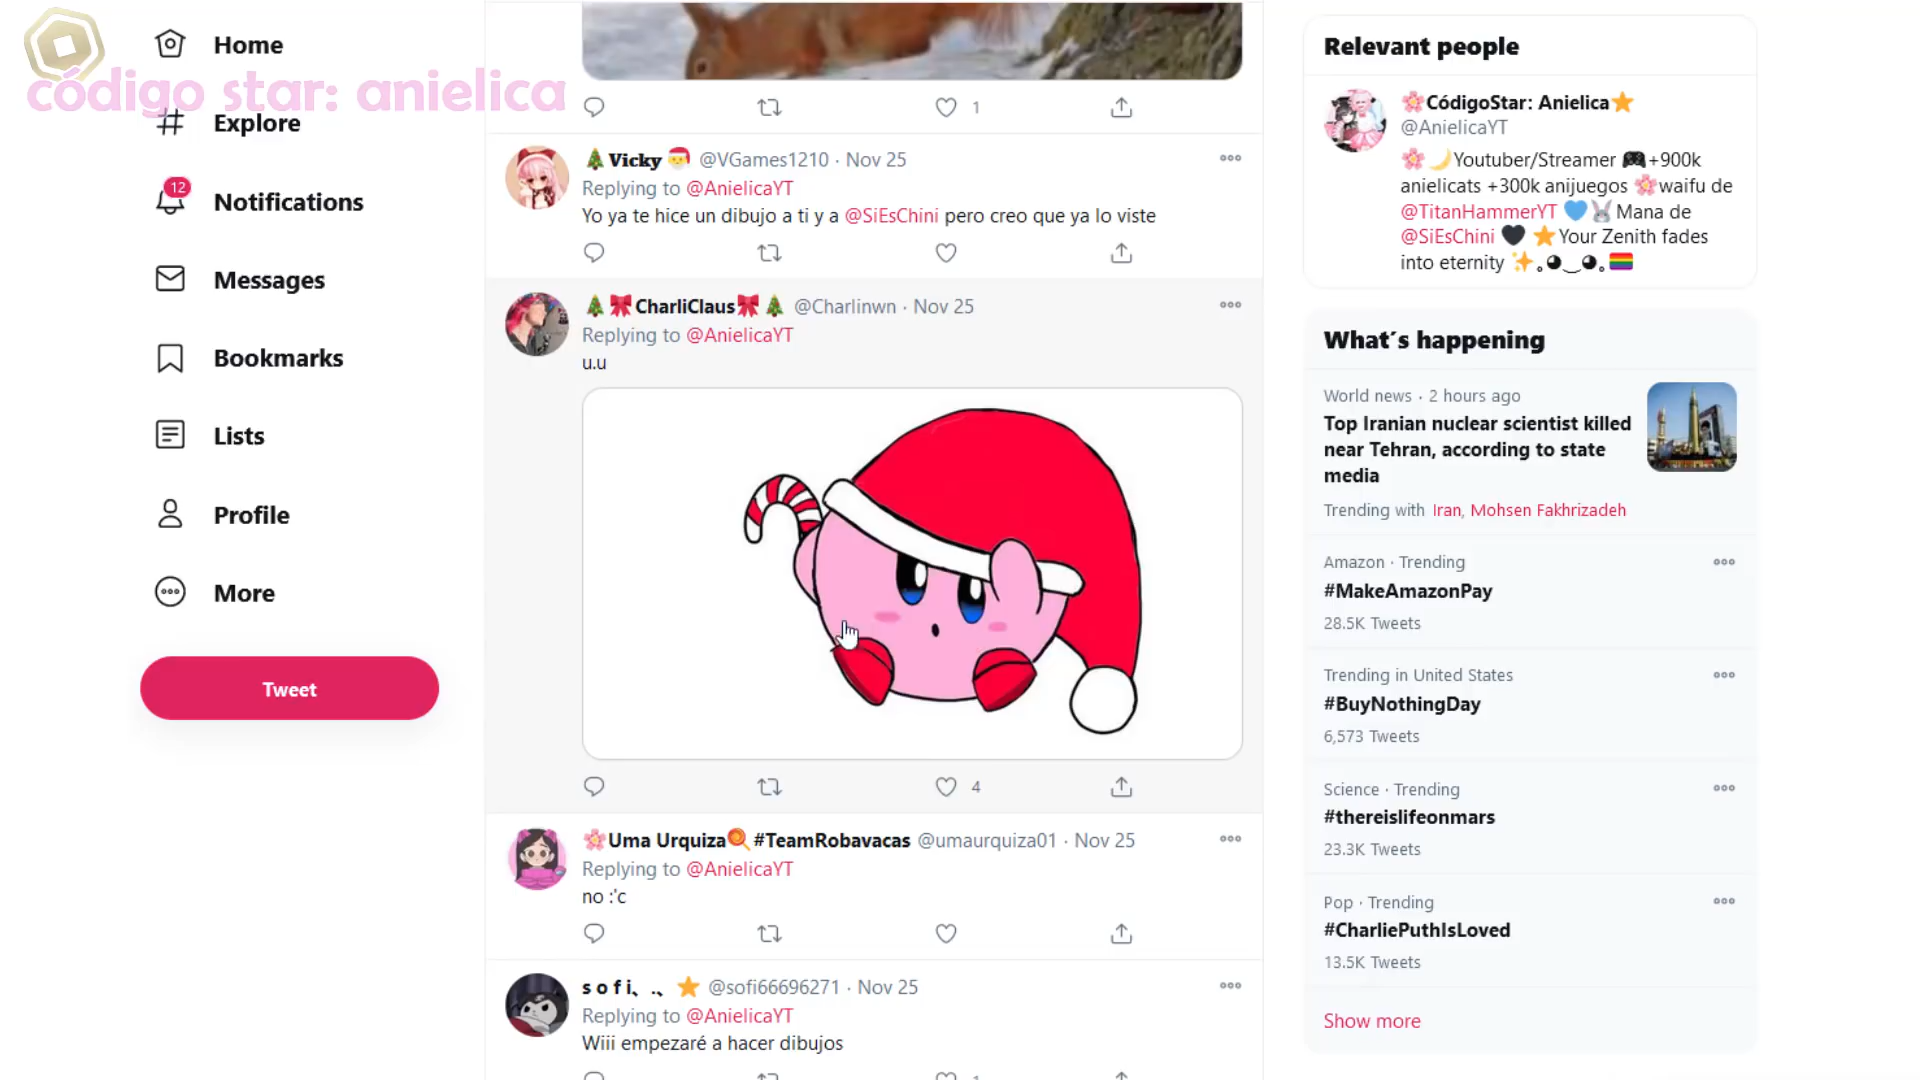 código star: anielica
Home
Explore
12
Notifications
Messages
Bookmarks
Lists
Profile
More
Tweet
1
Vicky @VGames1210 · Nov 25
Replying to @AnielicaYT
Yo ya te hice un dibujo a ti y a @SiEsChini pero creo que ya lo viste
CharliClaus @Charlinwn · Nov 25
Replying to @AnielicaYT
u.u
4
Uma Urquiza #TeamRobavacas @umaurquiza01 · Nov 25
Replying to @AnielicaYT
no :'c
s o f i、.、 @sofi66696271 · Nov 25
Replying to @AnielicaYT
Wiii empezaré a hacer dibujos
1
Relevant people
CódigoStar: Anielica
@AnielicaYT
Youtuber/Streamer +900k
anielicats +300k anijuegos waifu de
@TitanHammerYT Mana de
@SiEsChini Your Zenith fades
into eternity ｡◕‿◕｡
What´s happening
World news · 2 hours ago
Top Iranian nuclear scientist killed
near Tehran, according to state
media
Trending with Iran, Mohsen Fakhrizadeh
Amazon · Trending
#MakeAmazonPay
28.5K Tweets
Trending in United States
#BuyNothingDay
6,573 Tweets
Science · Trending
#thereislifeonmars
23.3K Tweets
Pop · Trending
#CharliePuthIsLoved
13.5K Tweets
Show more